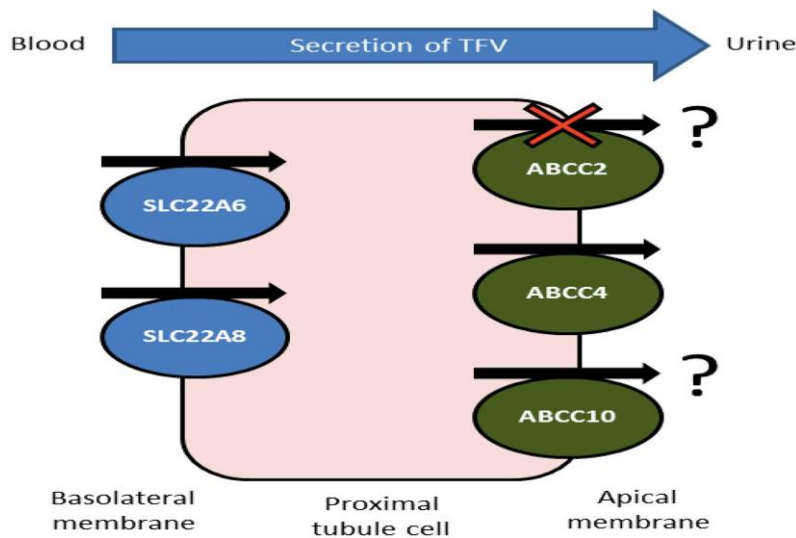 Blood
Secretion of TFV
Urine
ABCC2
?
SLC22A6
ABCC4
SLC22A8
?
ABCC10
Basolateral
membrane
Proximal
tubule cell
Apical
membrane